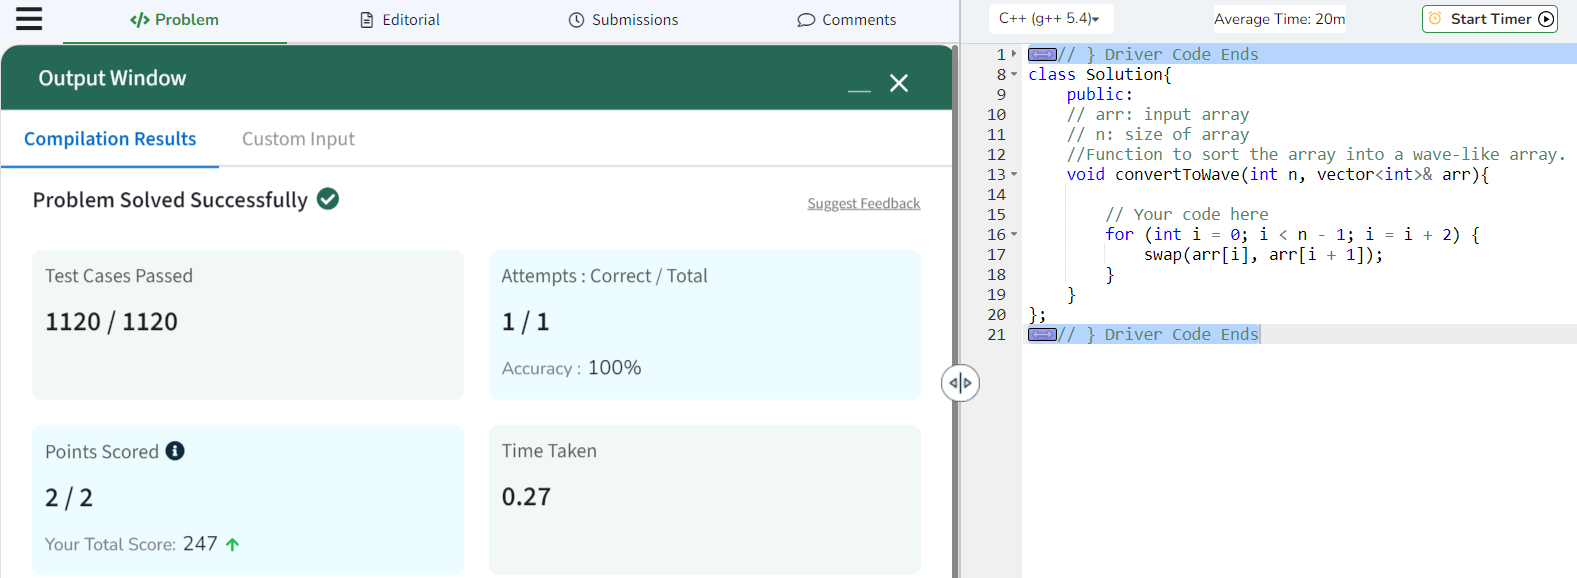 </> Problem
Editorial
Submissions
Comments
Output Window
Compilation Results
Custom Input
Problem Solved Successfully
Suggest Feedback
Test Cases Passed
1120 / 1120
Attempts : Correct / Total
1 / 1
Accuracy : 100%
Points Scored
2 / 2
Your Total Score: 247
Time Taken
0.27
C++ (g++ 5.4)
Average Time: 20m
Start Timer
1 // } Driver Code Ends
8 class Solution{
9     public:
10     // arr: input array
11     // n: size of array
12     //Function to sort the array into a wave-like array.
13     void convertToWave(int n, vector<int>& arr){
14
15         // Your code here
16         for (int i = 0; i < n - 1; i = i + 2) {
17             swap(arr[i], arr[i + 1]);
18         }
19     }
20 };
21 // } Driver Code Ends